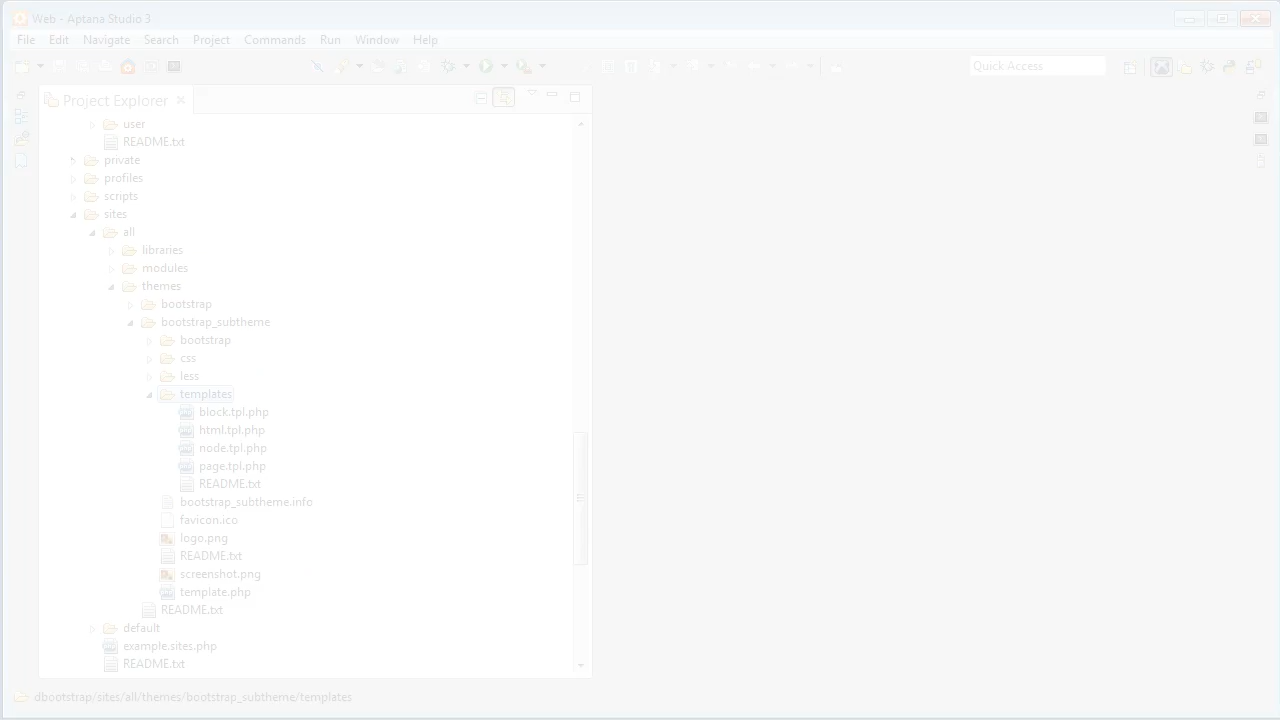 Web - Aptana Studio 3
File Edit Navigate Search Project Commands Run Window Help
Quick Access
Project Explorer
user
README.txt
private
profiles
scripts
sites
all
libraries
modules
themes
bootstrap
bootstrap_subtheme
bootstrap
css
less
templates
block.tpl.php
html.tpl.php
node.tpl.php
page.tpl.php
README.txt
bootstrap_subtheme.info
favicon.ico
logo.png
README.txt
screenshot.png
template.php
README.txt
default
example.sites.php
README.txt
dbootstrap/sites/all/themes/bootstrap_subtheme/templates